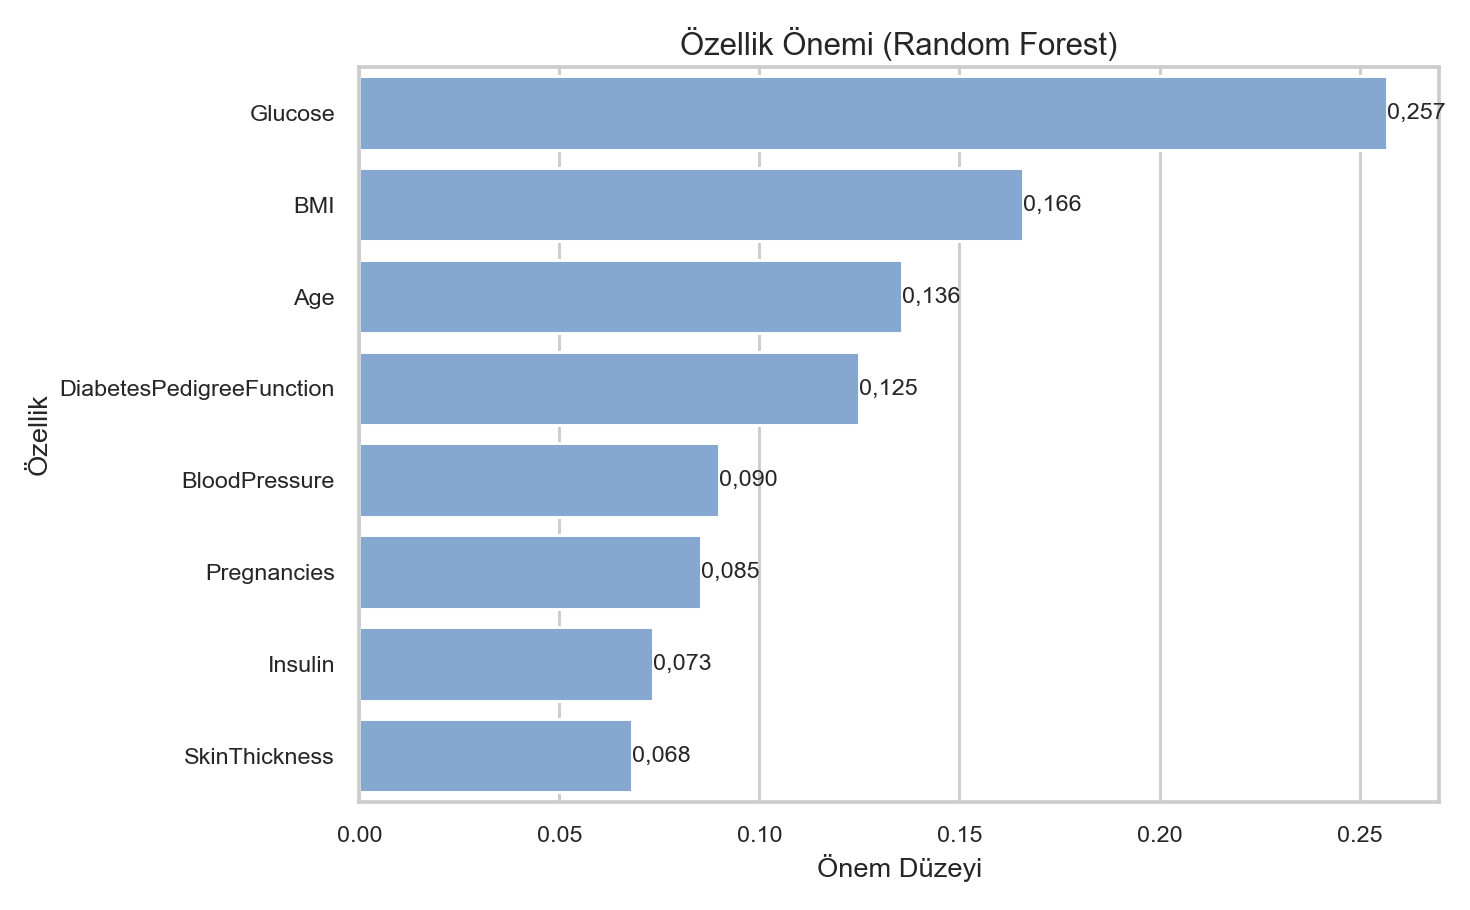 Özellik Önemi (Random Forest)
Özellik
Glucose 0,257
BMI 0,166
Age 0,136
DiabetesPedigreeFunction 0,125
BloodPressure 0,090
Pregnancies 0,085
Insulin 0,073
SkinThickness 0,068
0.00 0.05 0.10 0.15 0.20 0.25
Önem Düzeyi